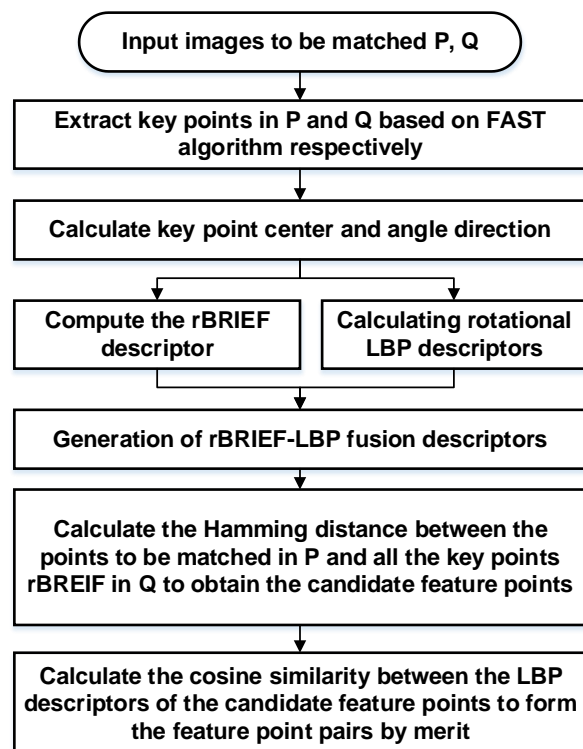 Input images to be matched P, Q
Extract key points in P and Q based on FAST
algorithm respectively
Calculate key point center and angle direction
Compute the rBRIEF
descriptor
Calculating rotational
LBP descriptors
Generation of rBRIEF-LBP fusion descriptors
Calculate the Hamming distance between the
points to be matched in P and all the key points
rBREIF in Q to obtain the candidate feature points
Calculate the cosine similarity between the LBP
descriptors of the candidate feature points to form
the feature point pairs by merit